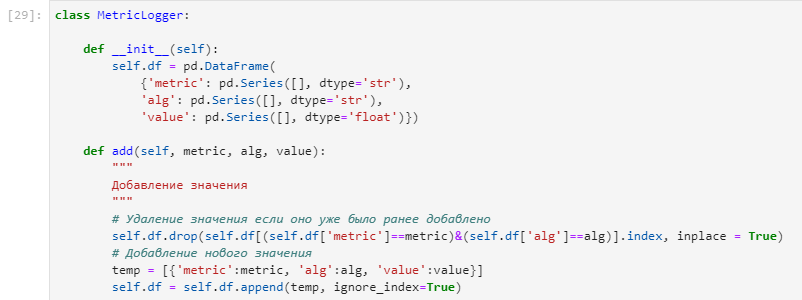 [29]: class MetricLogger:
def __init__(self):
self.df = pd.DataFrame(
{'metric': pd.Series([], dtype='str'),
'alg': pd.Series([], dtype='str'),
'value': pd.Series([], dtype='float')})
def add(self, metric, alg, value):
"""
Добавление значения
"""
# Удаление значения если оно уже было ранее добавлено
self.df.drop(self.df[(self.df['metric']==metric)&(self.df['alg']==alg)].index, inplace = True)
# Добавление нового значения
temp = [{'metric':metric, 'alg':alg, 'value':value}]
self.df = self.df.append(temp, ignore_index=True)